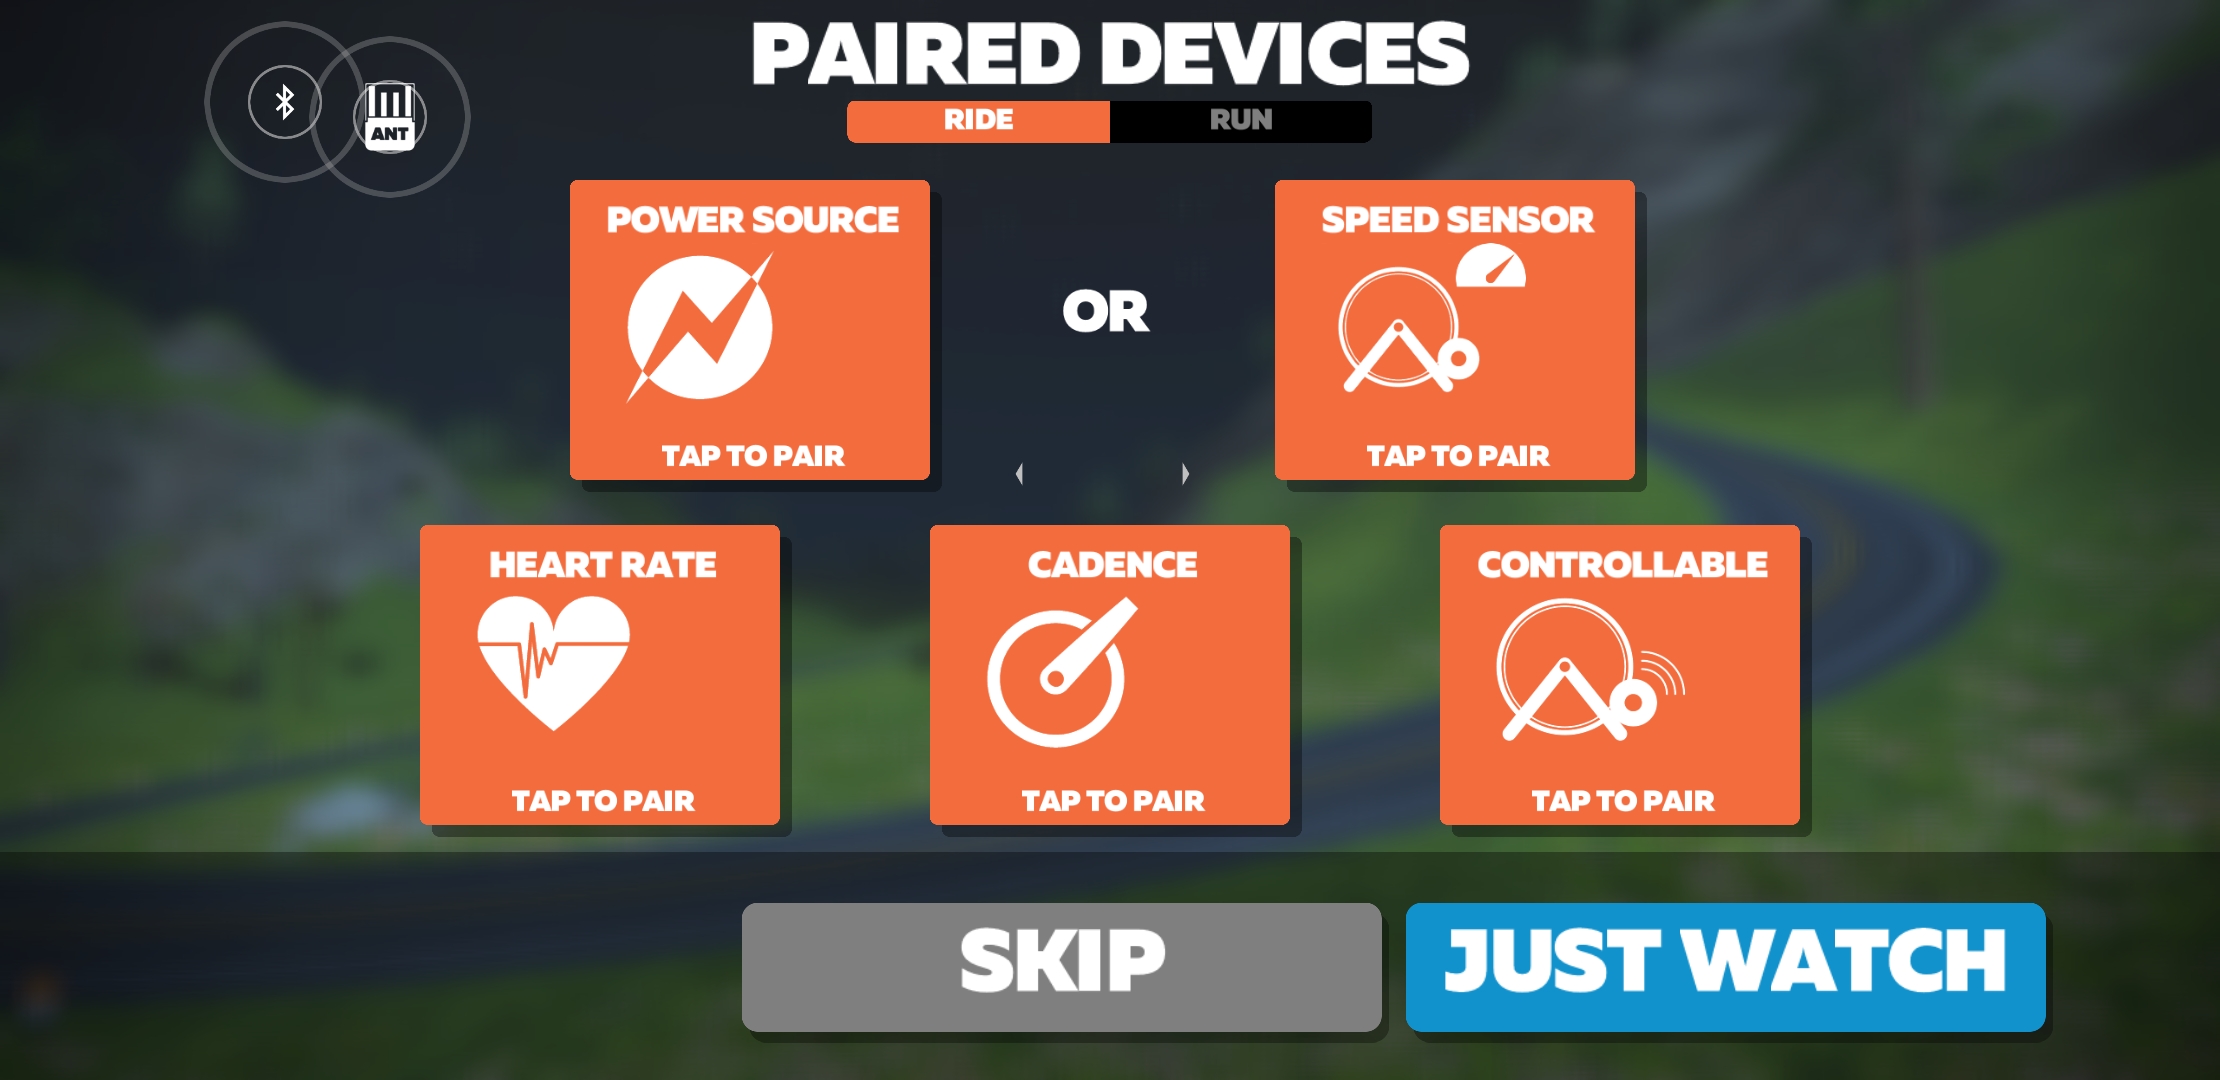 PAIRED DEVICES
RIDE RUN
ANT
POWER SOURCE
TAP TO PAIR
OR
SPEED SENSOR
TAP TO PAIR
HEART RATE
TAP TO PAIR
CADENCE
TAP TO PAIR
CONTROLLABLE
TAP TO PAIR
SKIP
JUST WATCH